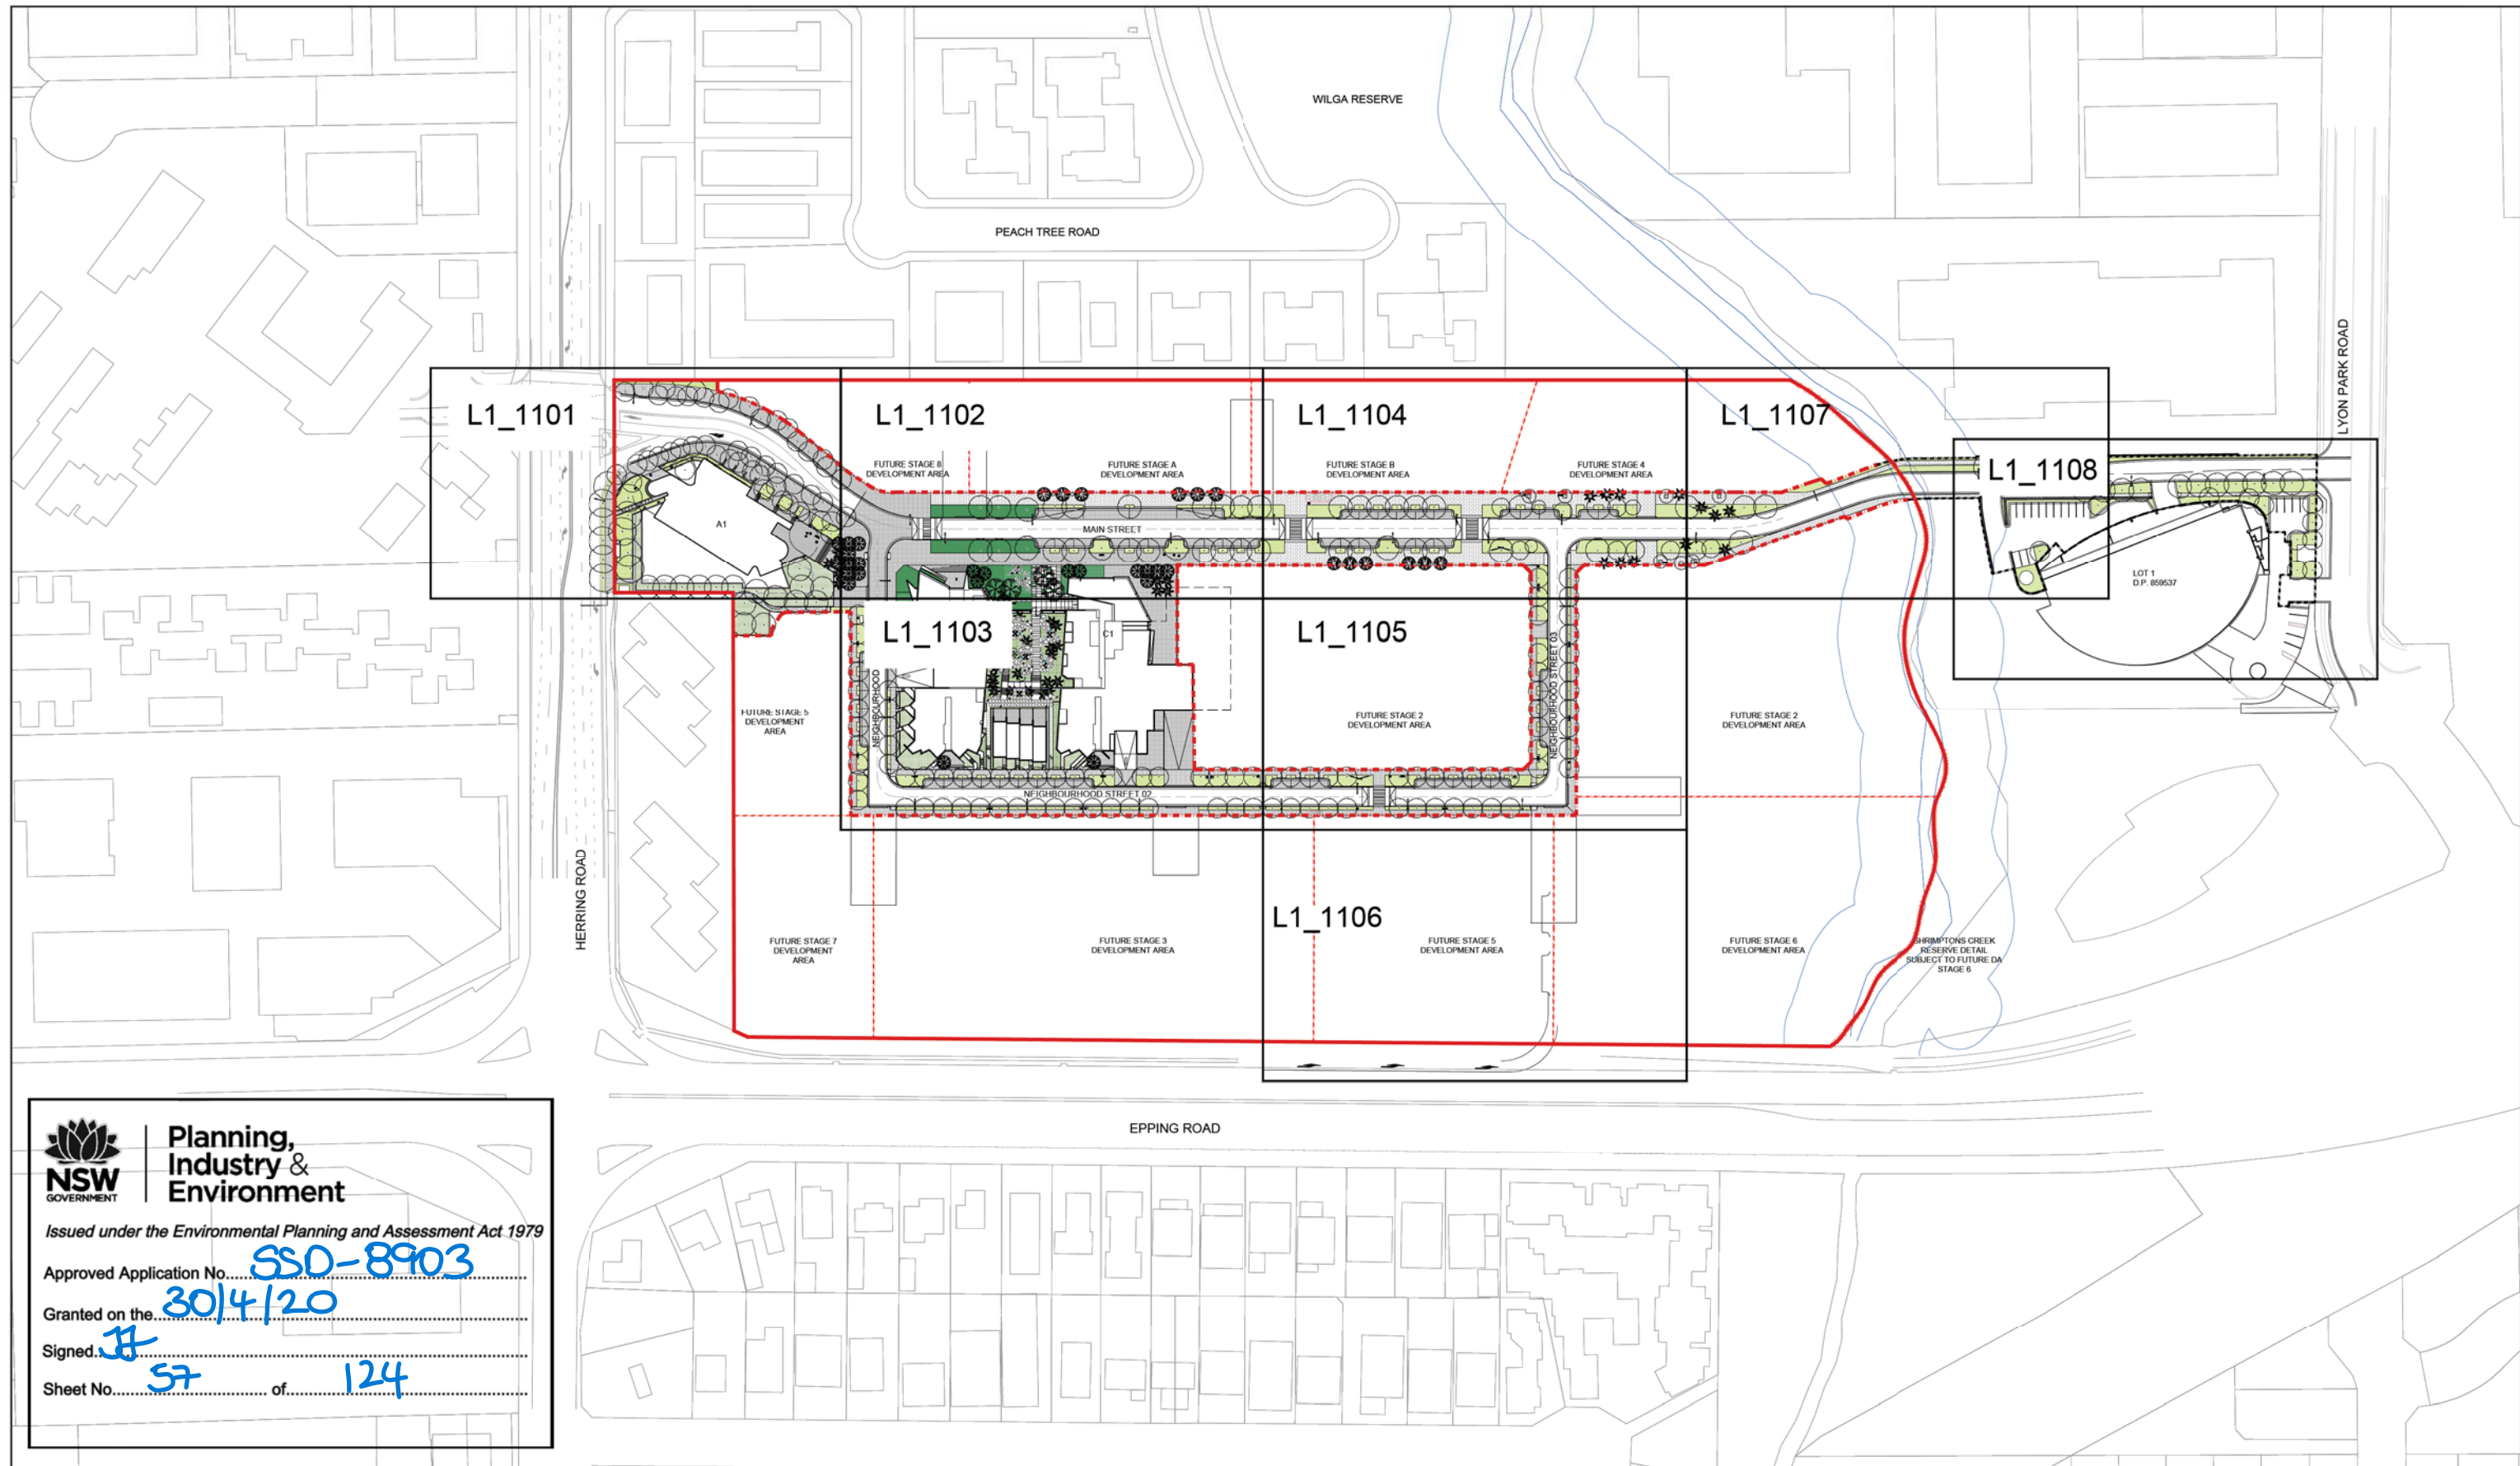 WILGA RESERVE
PEACH TREE ROAD
LYON PARK ROAD
L1_1101
L1_1102
L1_1104
L1_1107
L1_1108
FUTURE STAGE 8
DEVELOPMENT AREA
FUTURE STAGE A
DEVELOPMENT AREA
FUTURE STAGE B
DEVELOPMENT AREA
FUTURE STAGE 4
DEVELOPMENT AREA
A1
MAIN STREET
LOT 1
D.P. 859537
L1_1103
C1
L1_1105
NEIGHBOURHOOD
NEIGHBOURHOOD STREET 03
FUTURE STAGE 5
DEVELOPMENT
AREA
FUTURE STAGE 2
DEVELOPMENT AREA
FUTURE STAGE 2
DEVELOPMENT AREA
NEIGHBOURHOOD STREET 02
HERRING ROAD
L1_1106
FUTURE STAGE 7
DEVELOPMENT
AREA
FUTURE STAGE 3
DEVELOPMENT AREA
FUTURE STAGE 5
DEVELOPMENT AREA
FUTURE STAGE 6
DEVELOPMENT AREA
SHRIMPTONS CREEK
RESERVE DETAIL
SUBJECT TO FUTURE DA
STAGE 6
EPPING ROAD
NSW
GOVERNMENT
Planning,
Industry &
Environment
Issued under the Environmental Planning and Assessment Act 1979
Approved Application No. SSD-8903
Granted on the 30/4/20
Signed
Sheet No. 57 of 124